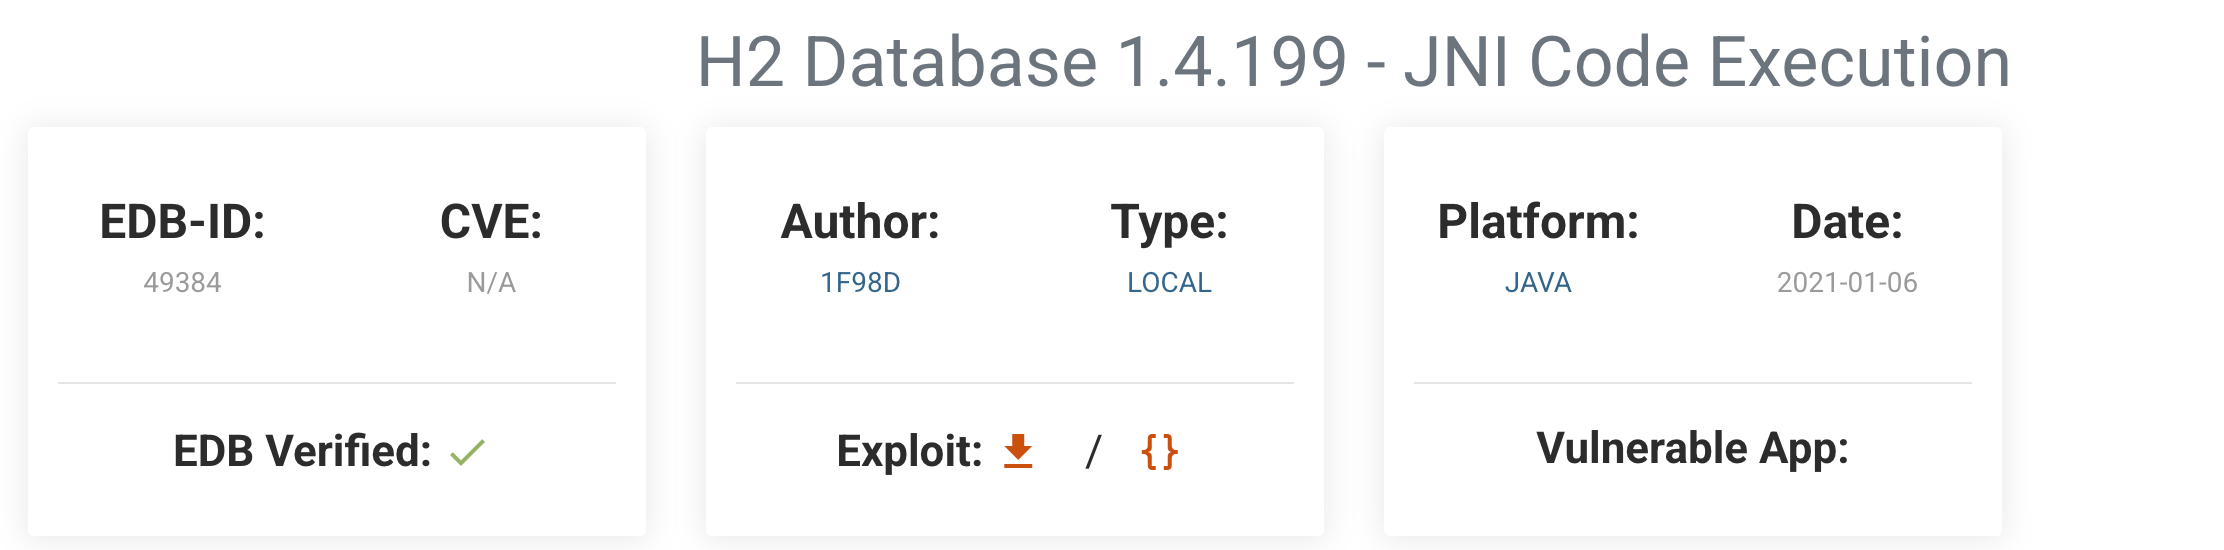 H2 Database 1.4.199 - JNI Code Execution
EDB-ID:
49384
CVE:
N/A
EDB Verified:
Author:
1F98D
Type:
LOCAL
Exploit: / {}
Platform:
JAVA
Date:
2021-01-06
Vulnerable App: